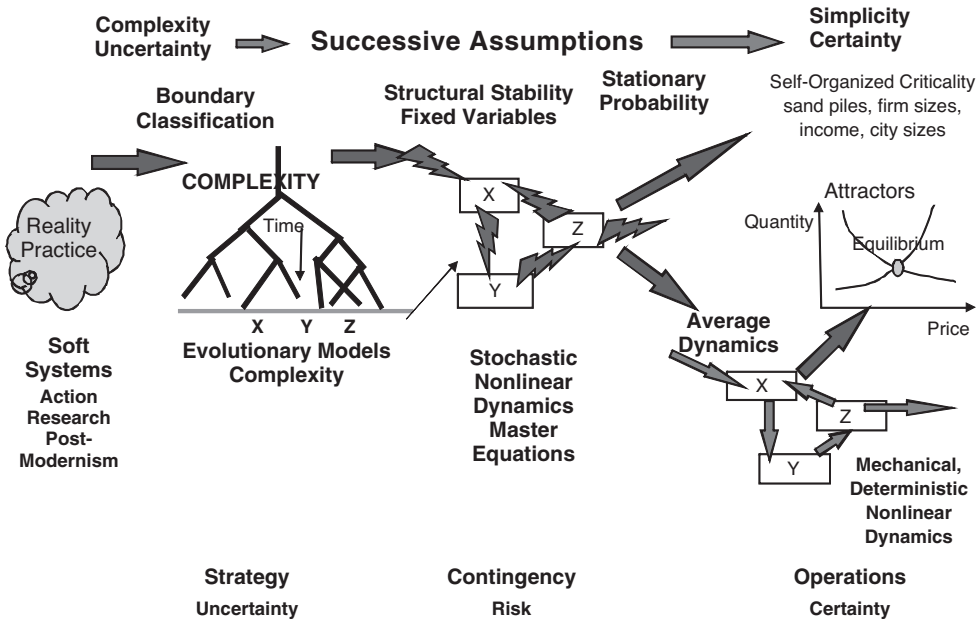 Complexity
Uncertainty
Successive Assumptions
Simplicity
Certainty
Boundary
Classification
Structural Stability
Fixed Variables
Stationary
Probability
Self-Organized Criticality
sand piles, firm sizes,
income, city sizes
COMPLEXITY
Reality
Practice
Time
X
Z
Y
Attractors
Quantity
Equilibrium
Price
X Y Z
Evolutionary Models
Complexity
Soft
Systems
Action
Research
Post-
Modernism
Stochastic
Nonlinear
Dynamics
Master
Equations
Average
Dynamics
X
Z
Y
Mechanical,
Deterministic
Nonlinear
Dynamics
Strategy
Uncertainty
Contingency
Risk
Operations
Certainty